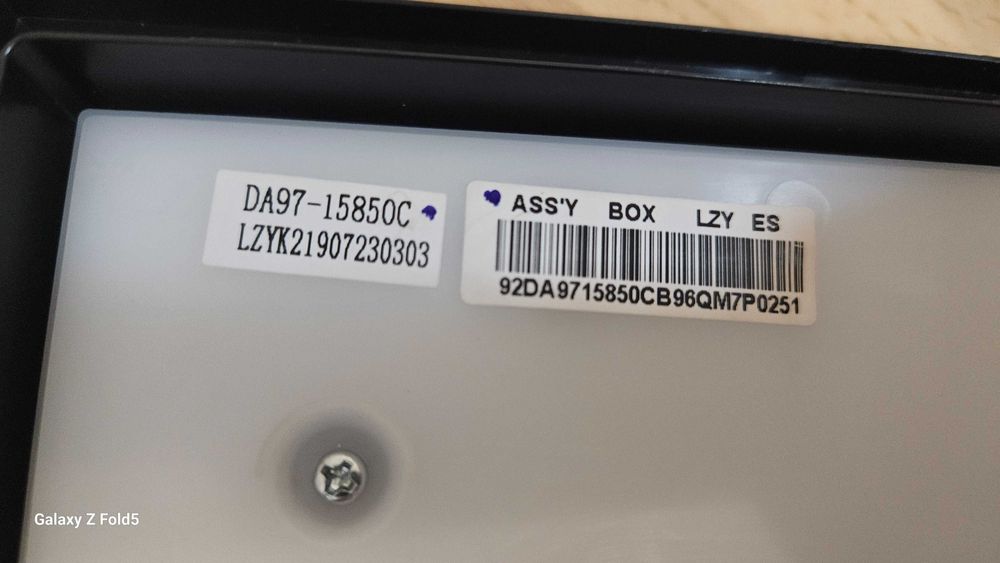 DA97-15850C
LZYK21907230303
ASS'Y BOX LZY ES
92DA9715850CB96QM7P0251
Galaxy Z Fold5